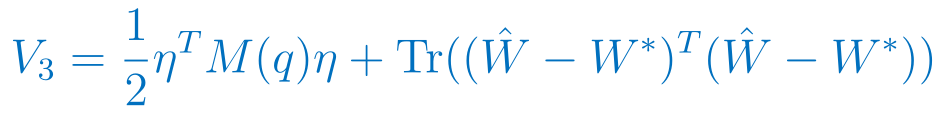 $V_3 = \frac{1}{2}\eta^T M(q)\eta + \mathrm{Tr}((\hat{W} - W^*)^T(\hat{W} - W^*))$